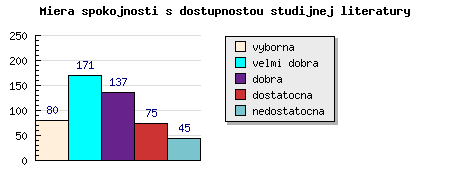 Miera spokojnosti s dostupnostou studijnej literatury
250
200
150
100
50
0
80
171
137
75
45
vyborna
velmi dobra
dobra
dostatocna
nedostatocna